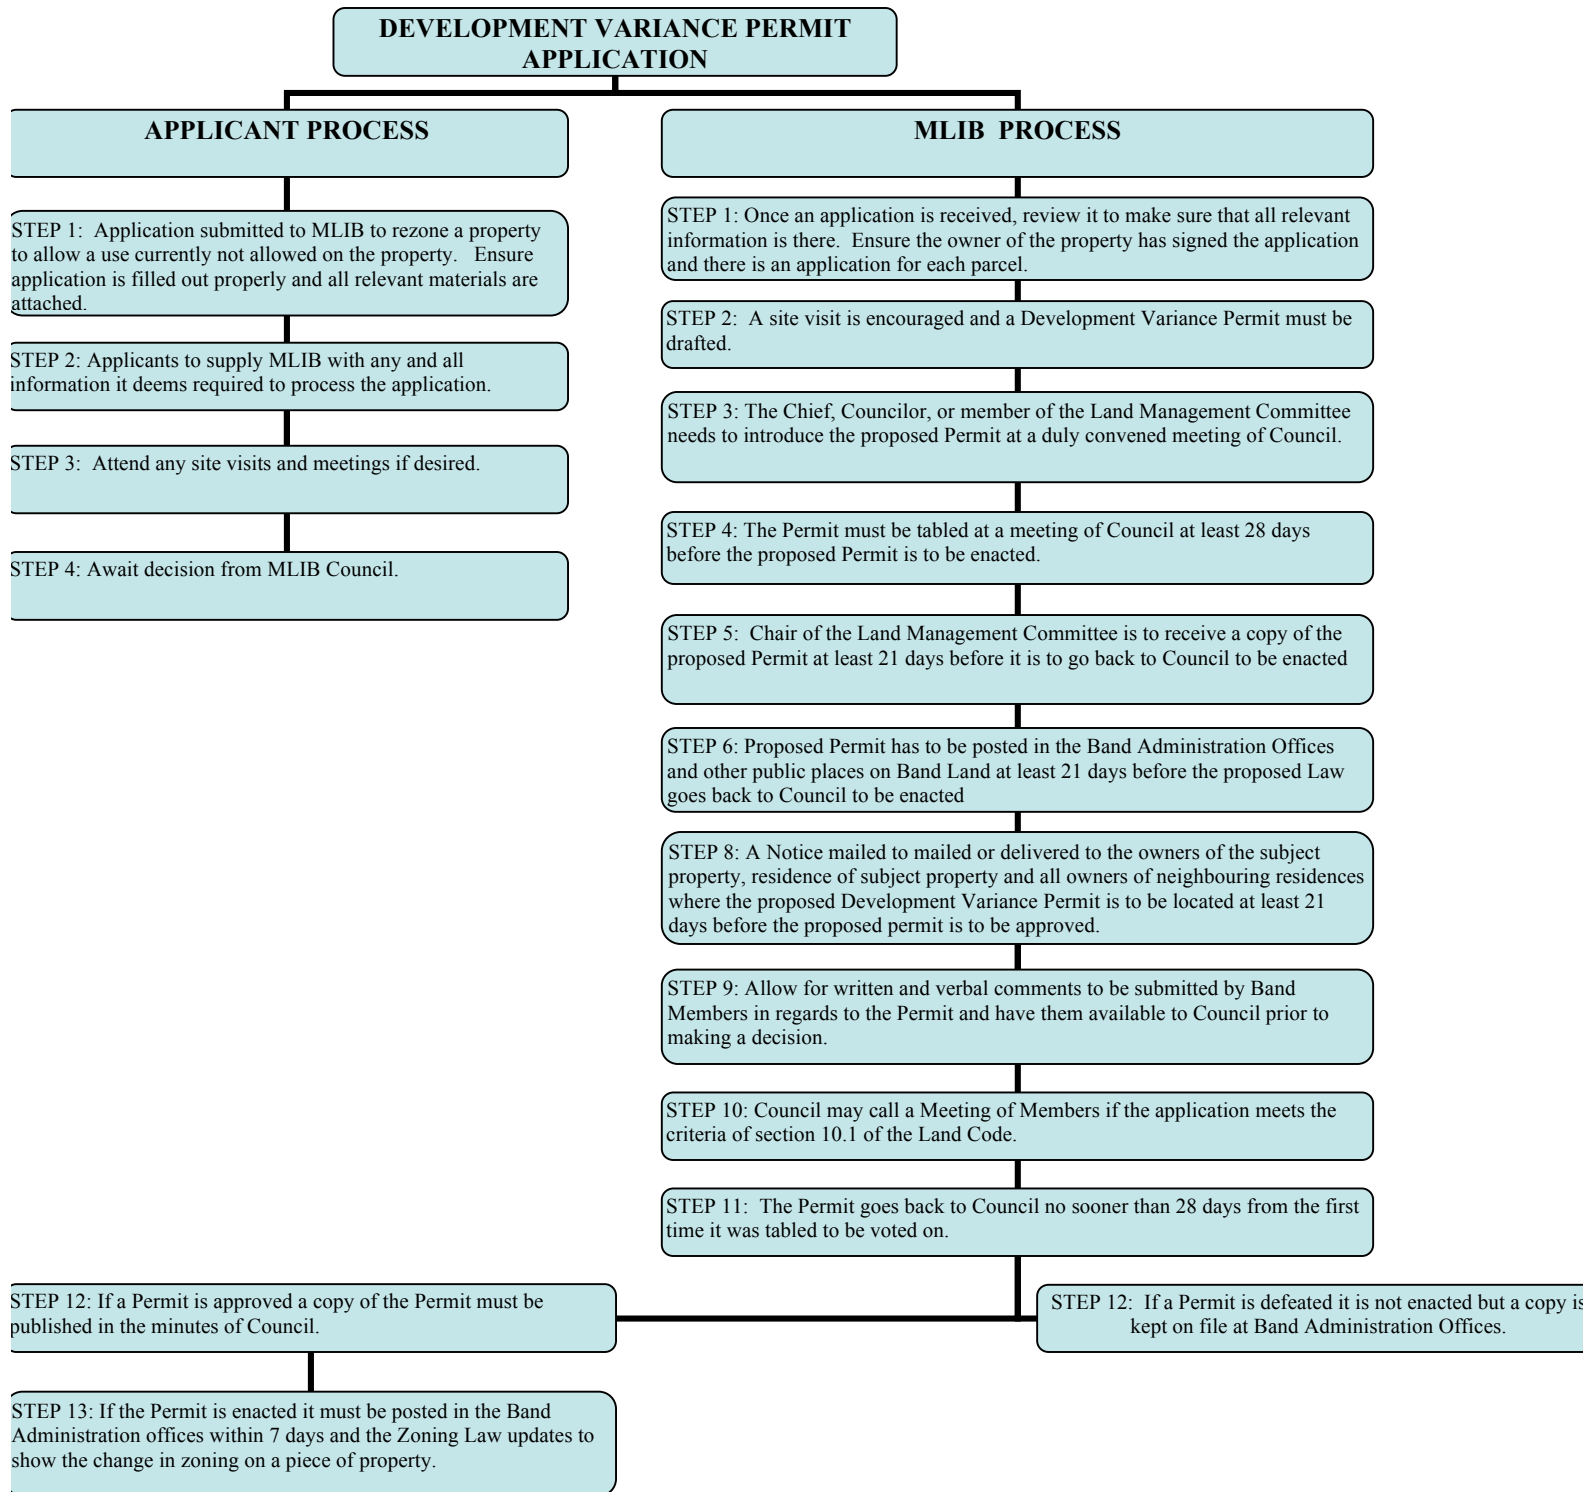 DEVELOPMENT VARIANCE PERMIT
APPLICATION
APPLICANT PROCESS
STEP 1: Application submitted to MLIB to rezone a property
to allow a use currently not allowed on the property. Ensure
application is filled out properly and all relevant materials are
attached.
STEP 2: Applicants to supply MLIB with any and all
information it deems required to process the application.
STEP 3: Attend any site visits and meetings if desired.
STEP 4: Await decision from MLIB Council.
MLIB PROCESS
STEP 1: Once an application is received, review it to make sure that all relevant
information is there. Ensure the owner of the property has signed the application
and there is an application for each parcel.
STEP 2: A site visit is encouraged and a Development Variance Permit must be
drafted.
STEP 3: The Chief, Councilor, or member of the Land Management Committee
needs to introduce the proposed Permit at a duly convened meeting of Council.
STEP 4: The Permit must be tabled at a meeting of Council at least 28 days
before the proposed Permit is to be enacted.
STEP 5: Chair of the Land Management Committee is to receive a copy of the
proposed Permit at least 21 days before it is to go back to Council to be enacted
STEP 6: Proposed Permit has to be posted in the Band Administration Offices
and other public places on Band Land at least 21 days before the proposed Law
goes back to Council to be enacted
STEP 8: A Notice mailed to mailed or delivered to the owners of the subject
property, residence of subject property and all owners of neighbouring residences
where the proposed Development Variance Permit is to be located at least 21
days before the proposed permit is to be approved.
STEP 9: Allow for written and verbal comments to be submitted by Band
Members in regards to the Permit and have them available to Council prior to
making a decision.
STEP 10: Council may call a Meeting of Members if the application meets the
criteria of section 10.1 of the Land Code.
STEP 11: The Permit goes back to Council no sooner than 28 days from the first
time it was tabled to be voted on.
STEP 12: If a Permit is approved a copy of the Permit must be
published in the minutes of Council.
STEP 12: If a Permit is defeated it is not enacted but a copy is
kept on file at Band Administration Offices.
STEP 13: If the Permit is enacted it must be posted in the Band
Administration offices within 7 days and the Zoning Law updates to
show the change in zoning on a piece of property.